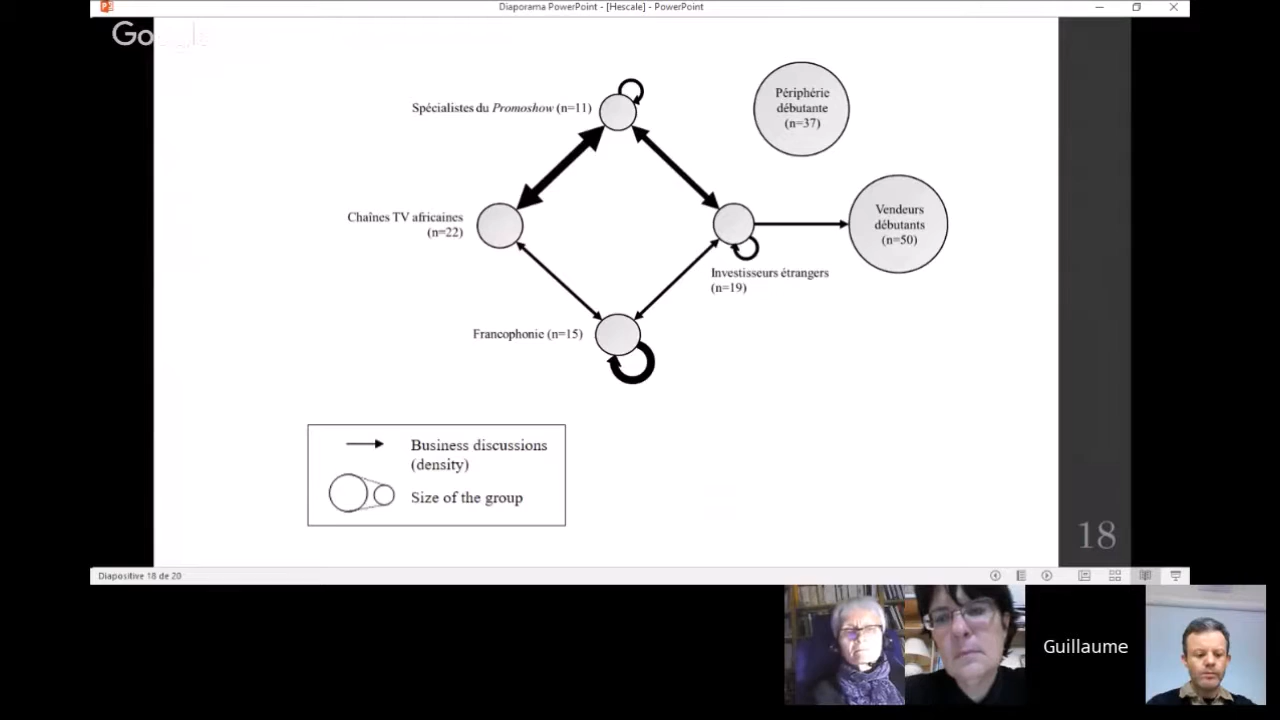 Diaporama PowerPoint - [Hescale] - PowerPoint
Google
Spécialistes du Promoshow (n=11)
Périphérie
débutante
(n=37)
Chaînes TV africaines
(n=22)
Vendeurs
débutants
(n=50)
Investisseurs étrangers
(n=19)
Francophonie (n=15)
Business discussions
(density)
Size of the group
18
Diapositive 18 de 20
Guillaume